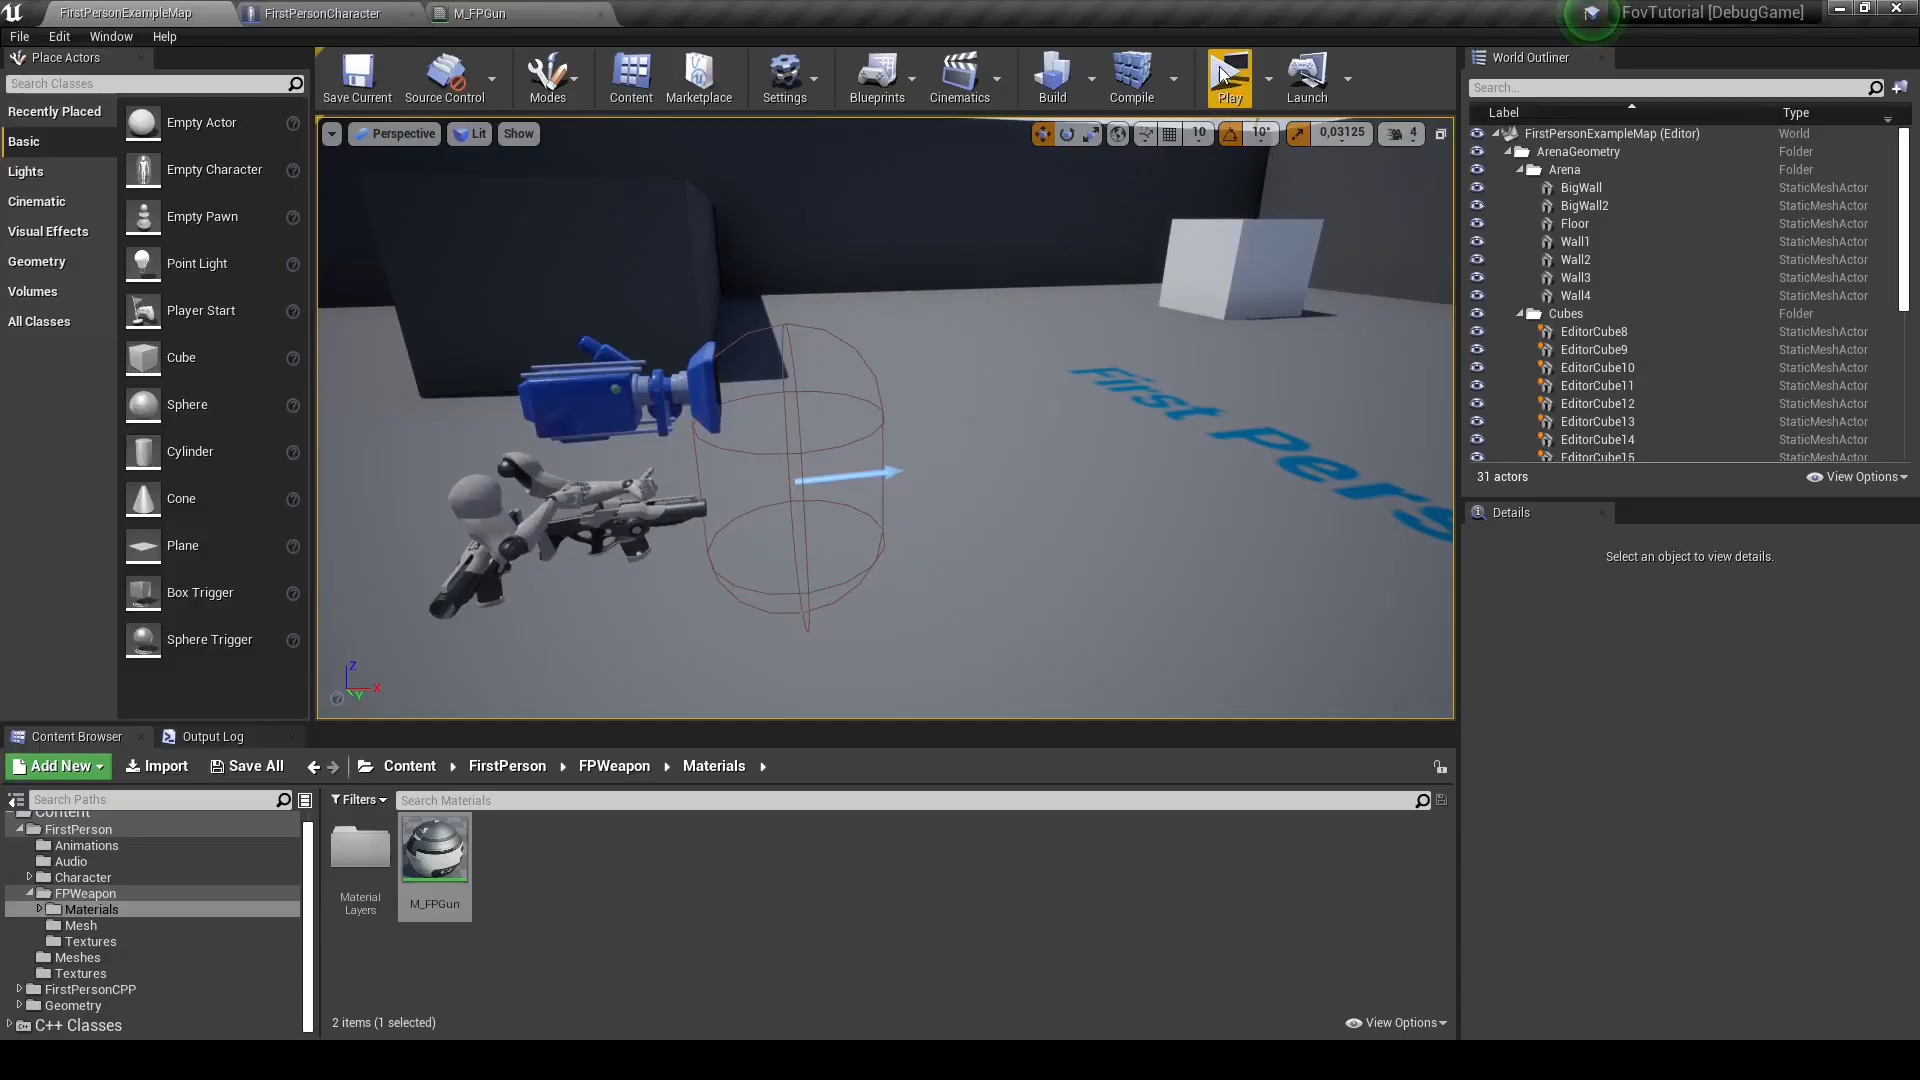 FirstPersonExampleMap
FirstPersonCharacter
M_FPGun
FovTutorial [DebugGame]
File Edit Window Help
Place Actors
Search Classes
Recently Placed
Basic
Lights
Cinematic
Visual Effects
Geometry
Volumes
All Classes
Empty Actor
Empty Character
Empty Pawn
Point Light
Player Start
Cube
Sphere
Cylinder
Cone
Plane
Box Trigger
Sphere Trigger
Save Current
Source Control
Modes
Content
Marketplace
Settings
Blueprints
Cinematics
Build
Compile
Play
Launch
Perspective
Lit
Show
10
10°
0,03125
4
First Pers
Z
X
Y
World Outliner
Search...
Label Type
FirstPersonExampleMap (Editor) World
ArenaGeometry Folder
Arena Folder
BigWall StaticMeshActor
BigWall2 StaticMeshActor
Floor StaticMeshActor
Wall1 StaticMeshActor
Wall2 StaticMeshActor
Wall3 StaticMeshActor
Wall4 StaticMeshActor
Cubes Folder
EditorCube8 StaticMeshActor
EditorCube9 StaticMeshActor
EditorCube10 StaticMeshActor
EditorCube11 StaticMeshActor
EditorCube12 StaticMeshActor
EditorCube13 StaticMeshActor
EditorCube14 StaticMeshActor
EditorCube15 StaticMeshActor
31 actors
View Options
Details
Select an object to view details.
Content Browser
Output Log
Add New
Import
Save All
Content
FirstPerson
FPWeapon
Materials
Search Paths
Content
FirstPerson
Animations
Audio
Character
FPWeapon
Materials
Mesh
Textures
Meshes
Textures
FirstPersonCPP
Geometry
C++ Classes
Filters
Search Materials
Material
Layers
M_FPGun
2 items (1 selected)
View Options